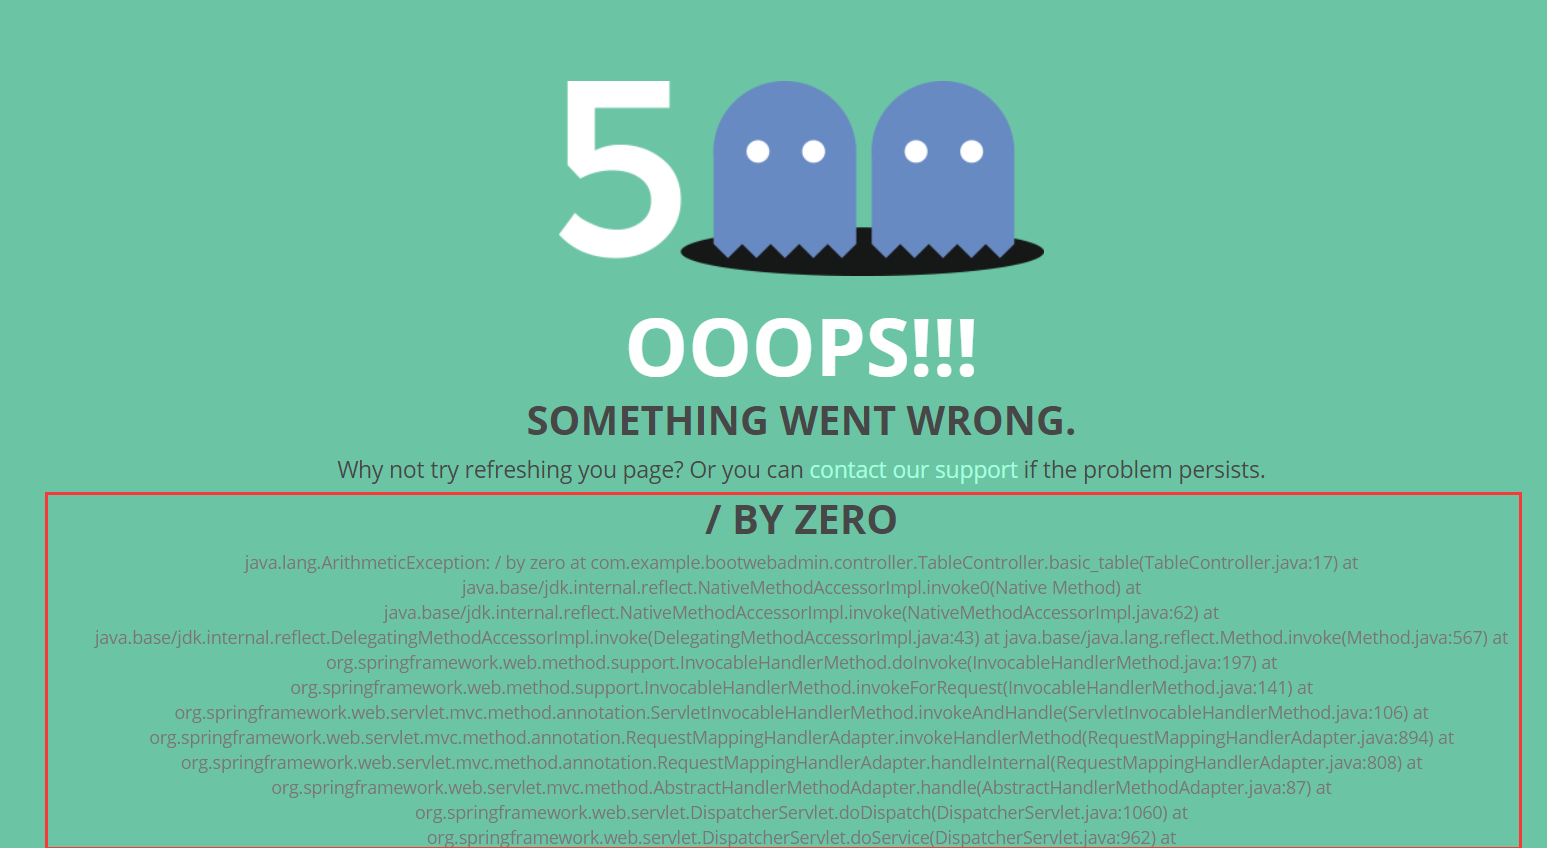 500
OOOPS!!!
SOMETHING WENT WRONG.
Why not try refreshing you page? Or you can contact our support if the problem persists.
/ BY ZERO
java.lang.ArithmeticException: / by zero at com.example.bootwebadmin.controller.TableController.basic_table(TableController.java:17) at
java.base/jdk.internal.reflect.NativeMethodAccessorImpl.invoke0(Native Method) at
java.base/jdk.internal.reflect.NativeMethodAccessorImpl.invoke(NativeMethodAccessorImpl.java:62) at
java.base/jdk.internal.reflect.DelegatingMethodAccessorImpl.invoke(DelegatingMethodAccessorImpl.java:43) at java.base/java.lang.reflect.Method.invoke(Method.java:567) at
org.springframework.web.method.support.InvocableHandlerMethod.doInvoke(InvocableHandlerMethod.java:197) at
org.springframework.web.method.support.InvocableHandlerMethod.invokeForRequest(InvocableHandlerMethod.java:141) at
org.springframework.web.servlet.mvc.method.annotation.ServletInvocableHandlerMethod.invokeAndHandle(ServletInvocableHandlerMethod.java:106) at
org.springframework.web.servlet.mvc.method.annotation.RequestMappingHandlerAdapter.invokeHandlerMethod(RequestMappingHandlerAdapter.java:894) at
org.springframework.web.servlet.mvc.method.annotation.RequestMappingHandlerAdapter.handleInternal(RequestMappingHandlerAdapter.java:808) at
org.springframework.web.servlet.mvc.method.AbstractHandlerMethodAdapter.handle(AbstractHandlerMethodAdapter.java:87) at
org.springframework.web.servlet.DispatcherServlet.doDispatch(DispatcherServlet.java:1060) at
org.springframework.web.servlet.DispatcherServlet.doService(DispatcherServlet.java:962) at